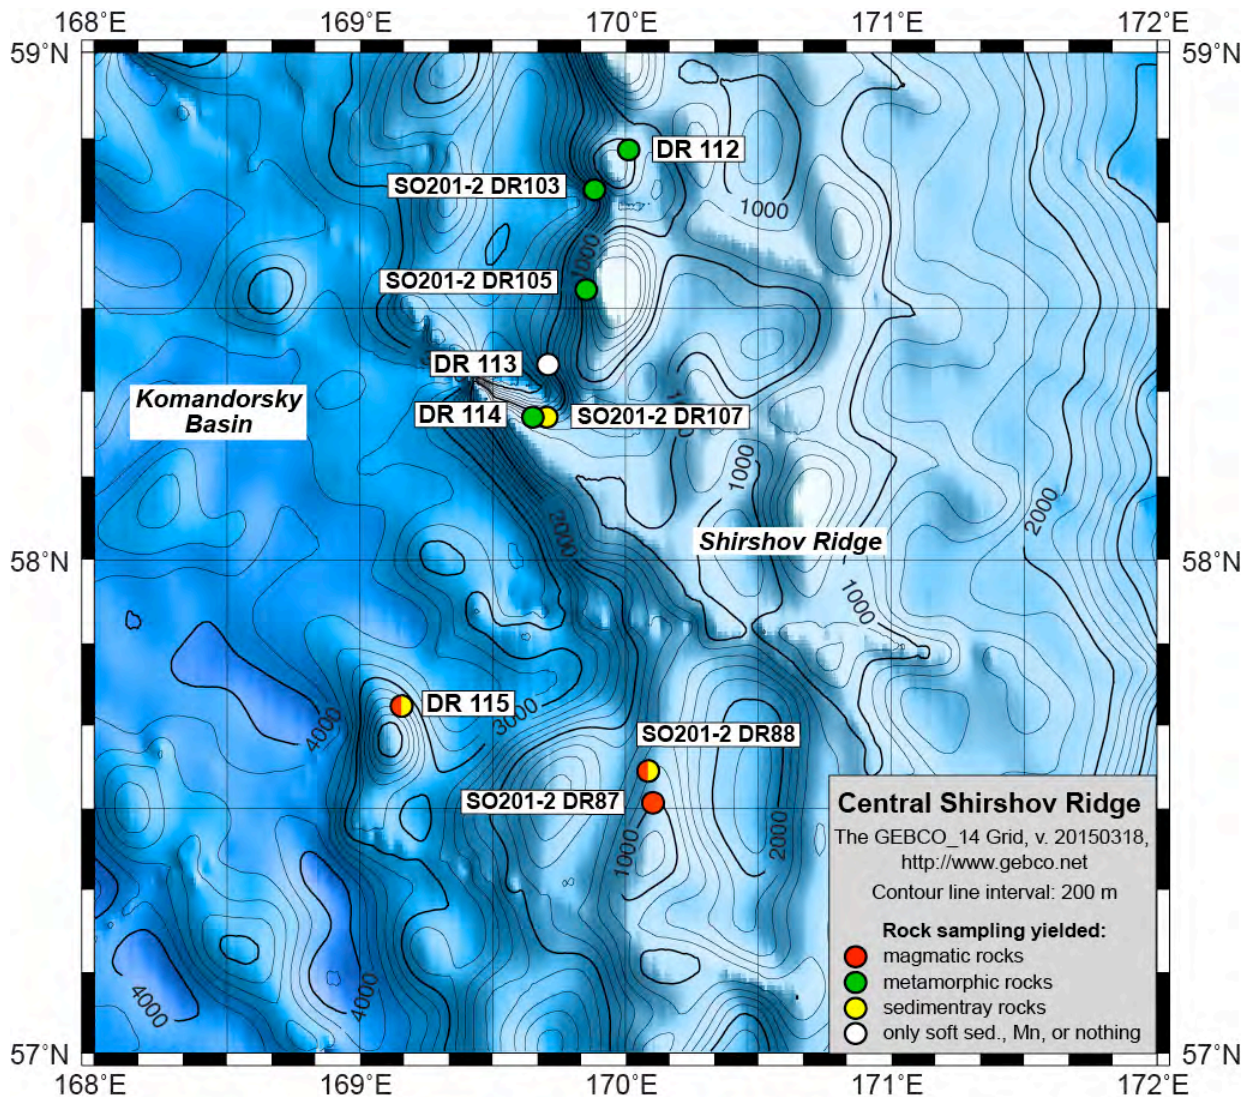 168°E 169°E 170°E 171°E 172°E
59°N 59°N
DR 112
SO201-2 DR103
1000
1000
SO201-2 DR105
DR 113
Komandorsky
Basin
DR 114
SO201-2 DR107
1000
1000
2000
2000
Shirshov Ridge
58°N 58°N
1000
DR 115
3000
4000
SO201-2 DR88
SO201-2 DR87
1000
2000
4000
4000
Central Shirshov Ridge
The GEBCO_14 Grid, v. 20150318,
http://www.gebco.net
Contour line interval: 200 m
Rock sampling yielded:
magmatic rocks
metamorphic rocks
sedimentray rocks
only soft sed., Mn, or nothing
57°N 57°N
168°E 169°E 170°E 171°E 172°E